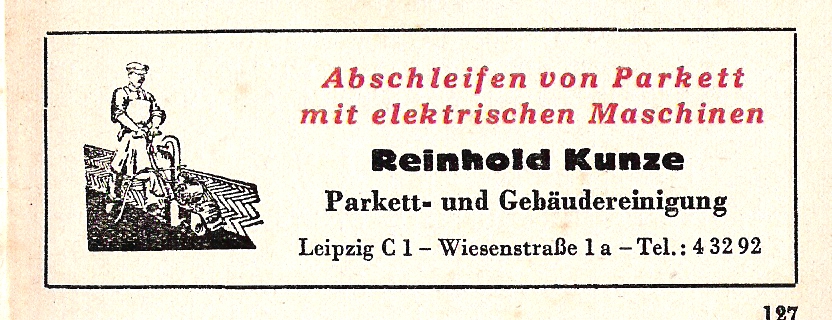 Abschleifen von Parkett
mit elektrischen Maschinen
Reinhold Kunze
Parkett- und Gebäudereinigung
Leipzig C 1 – Wiesenstraße 1 a – Tel.: 4 32 92
127